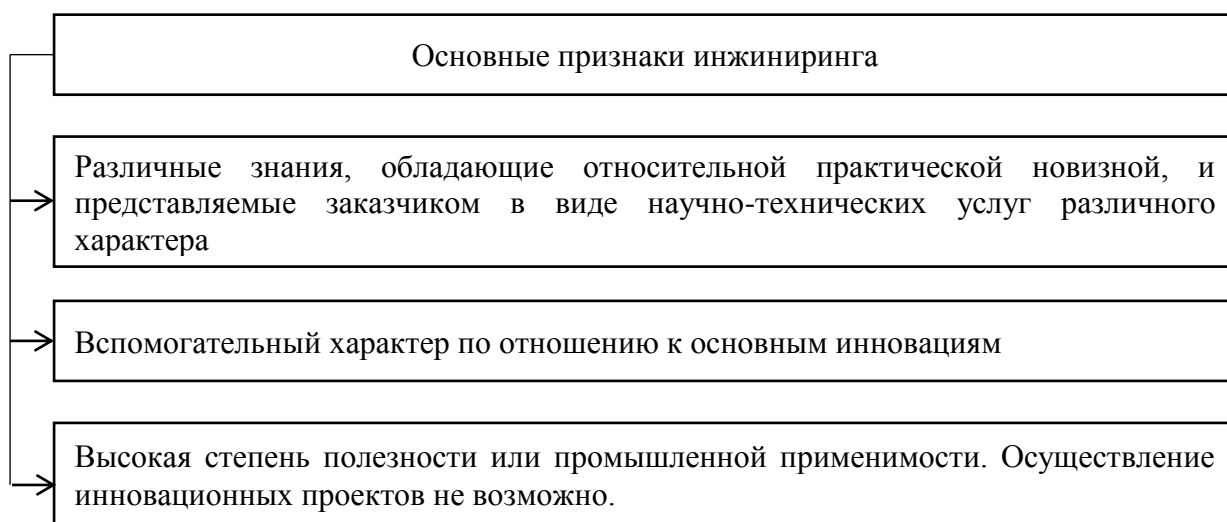 Основные признаки инжиниринга
Различные знания, обладающие относительной практической новизной, и
представляемые заказчиком в виде научно-технических услуг различного
характера
Вспомогательный характер по отношению к основным инновациям
Высокая степень полезности или промышленной применимости. Осуществление
инновационных проектов не возможно.